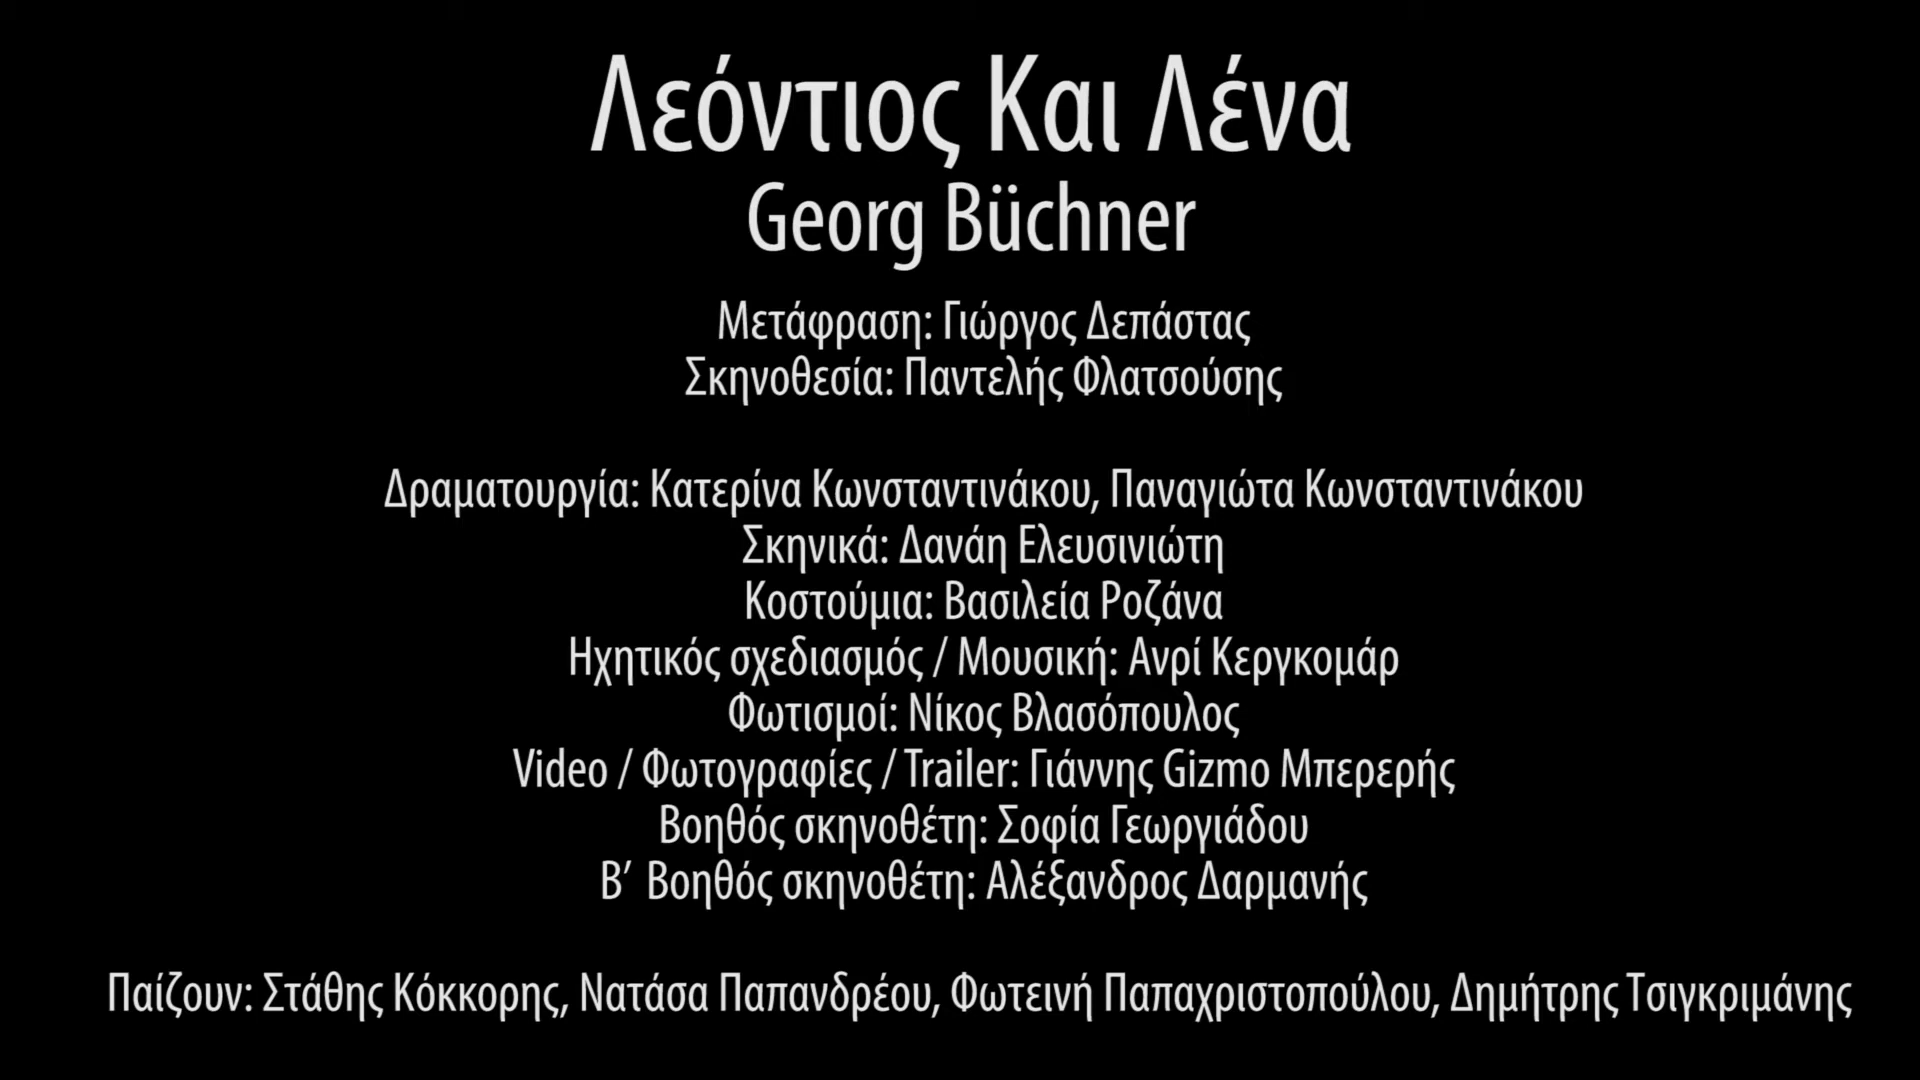 Λεόντιος Και Λένα
Georg Büchner
Μετάφραση: Γιώργος Δεπάστας
Σκηνοθεσία: Παντελής Φλατσούσης
Δραματουργία: Κατερίνα Κωνσταντινάκου, Παναγιώτα Κωνσταντινάκου
Σκηνικά: Δανάη Ελευσινιώτη
Κοστούμια: Βασιλεία Ροζάνα
Ηχητικός σχεδιασμός / Μουσική: Ανρί Κεργκομάρ
Φωτισμοί: Νίκος Βλασόπουλος
Video / Φωτογραφίες / Trailer: Γιάννης Gizmo Μπερερής
Βοηθός σκηνοθέτη: Σοφία Γεωργιάδου
Β’ Βοηθός σκηνοθέτη: Αλέξανδρος Δαρμανής
Παίζουν: Στάθης Κόκκορης, Νατάσα Παπανδρέου, Φωτεινή Παπαχριστοπούλου, Δημήτρης Τσιγκριμάνης